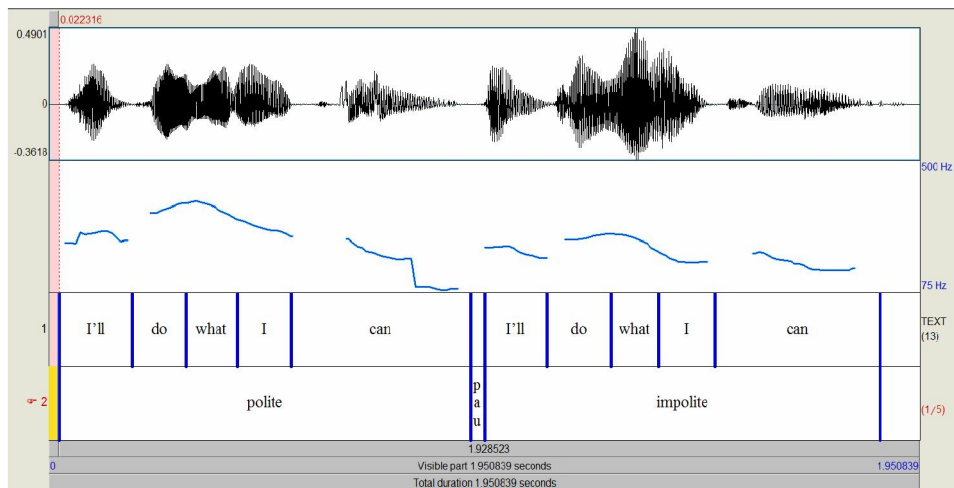 0.022316
0.4901
0
-0.3618
500 Hz
75 Hz
1 I'll do what I can I'll do what I can TEXT (13)
2 polite pau impolite (1/5)
1.928523
0 Visible part 1.950839 seconds 1.950839
Total duration 1.950839 seconds